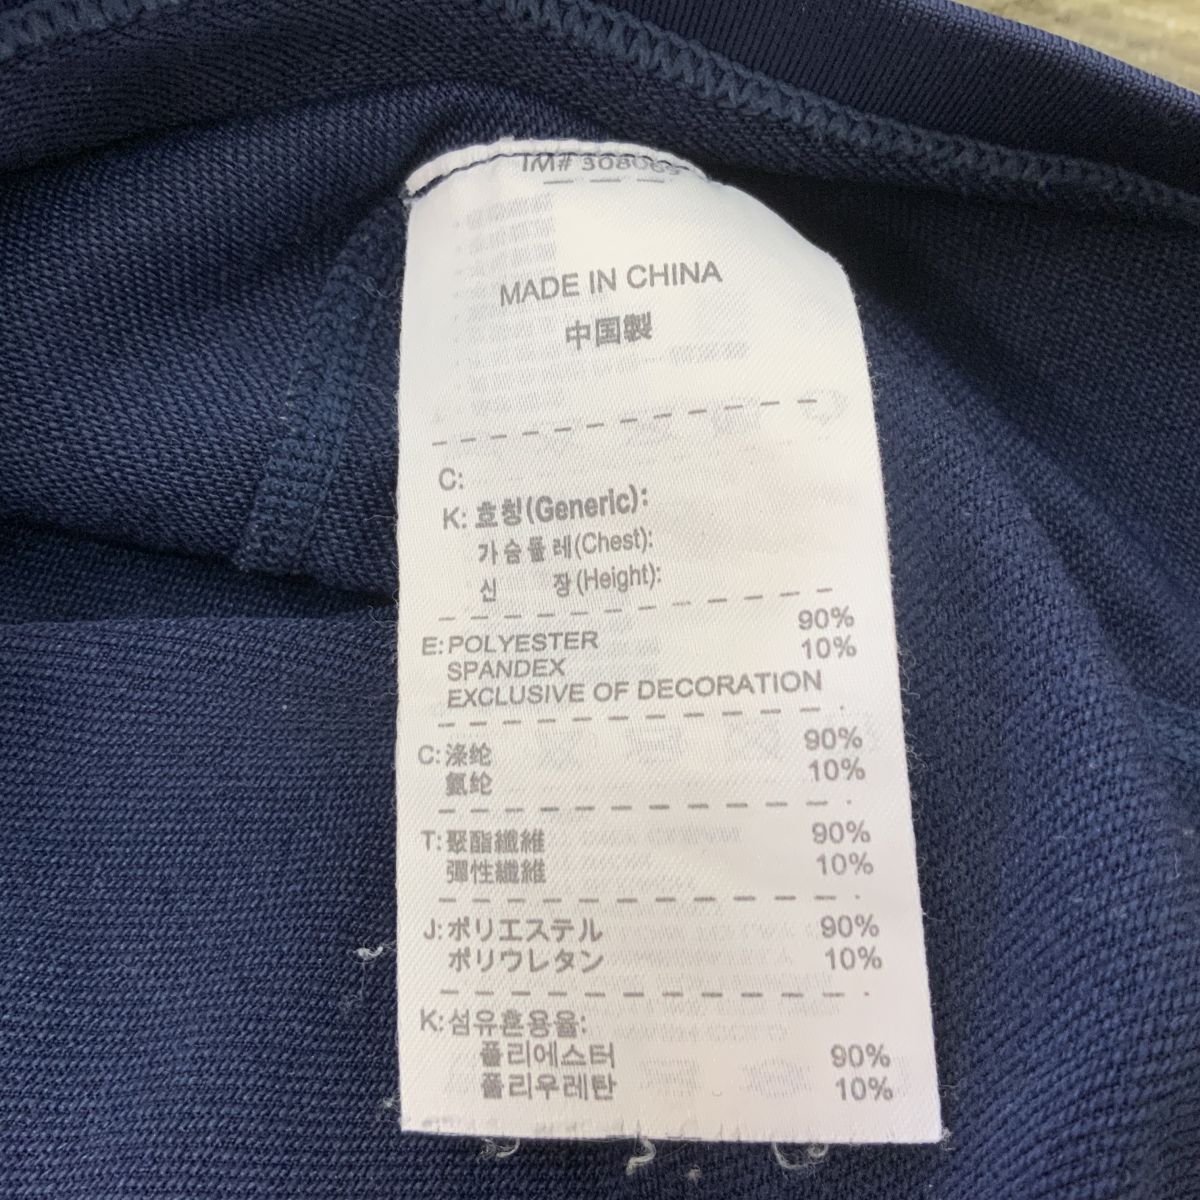 IM# 308069
MADE IN CHINA
中国製
C:
K: 호칭(Generic):
가슴둘레(Chest):
신 장(Height):
E: POLYESTER 90%
SPANDEX 10%
EXCLUSIVE OF DECORATION
C: 涤纶 90%
氨纶 10%
T: 聚酯纖維 90%
彈性纖維 10%
J: ポリエステル 90%
ポリウレタン 10%
K: 섬유혼용율:
폴리에스터 90%
폴리우레탄 10%